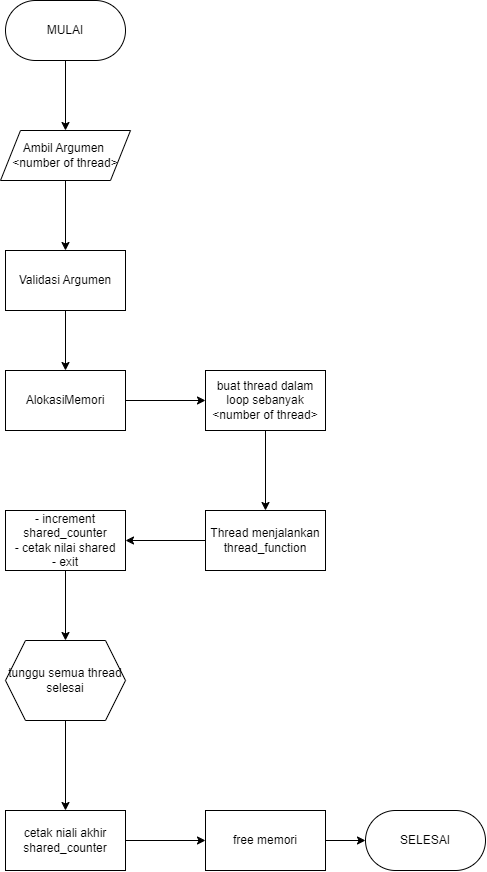 MULAI
Ambil Argumen
<number of thread>
Validasi Argumen
AlokasiMemori
buat thread dalam
loop sebanyak
<number of thread>
- increment
shared_counter
- cetak nilai shared
- exit
Thread menjalankan
thread_function
tunggu semua thread
selesai
cetak niali akhir
shared_counter
free memori
SELESAI